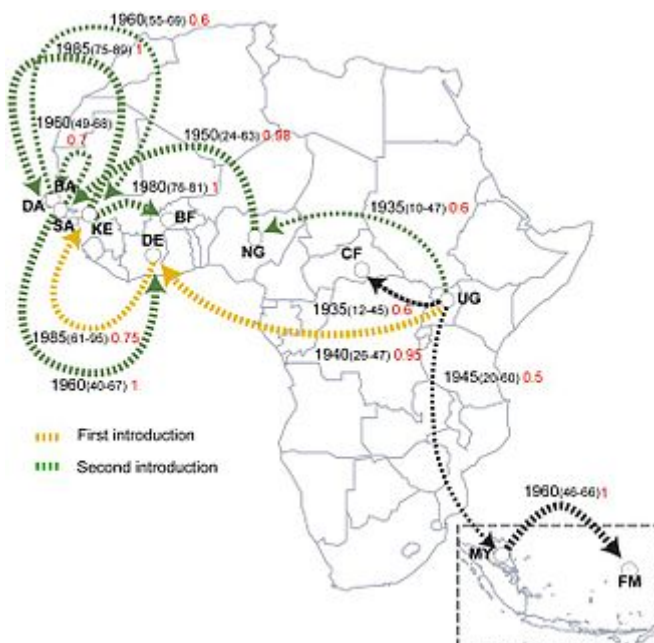 1960(55-69) 0.6
1985(75-89) 1
1960(49-68)
0.7
1950(24-63) 0.98
BA
DA
SA
KE
1980(76-81) 1
BF
DE
NG
1935(10-47) 0.6
CF
UG
1935(12-45) 0.6
1940(26-47) 0.95
1985(61-95) 0.75
1960(40-67) 1
1945(20-60) 0.5
First introduction
Second introduction
1960(46-66)1
MY
FM